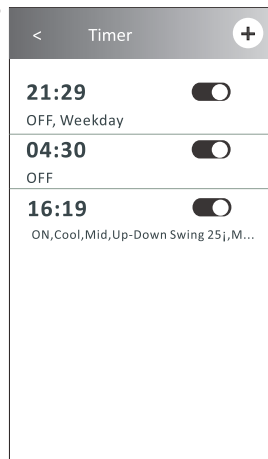 < Timer +
21:29
OFF, Weekday
04:30
OFF
16:19
ON,Cool,Mid,Up-Down Swing 25¡,M...